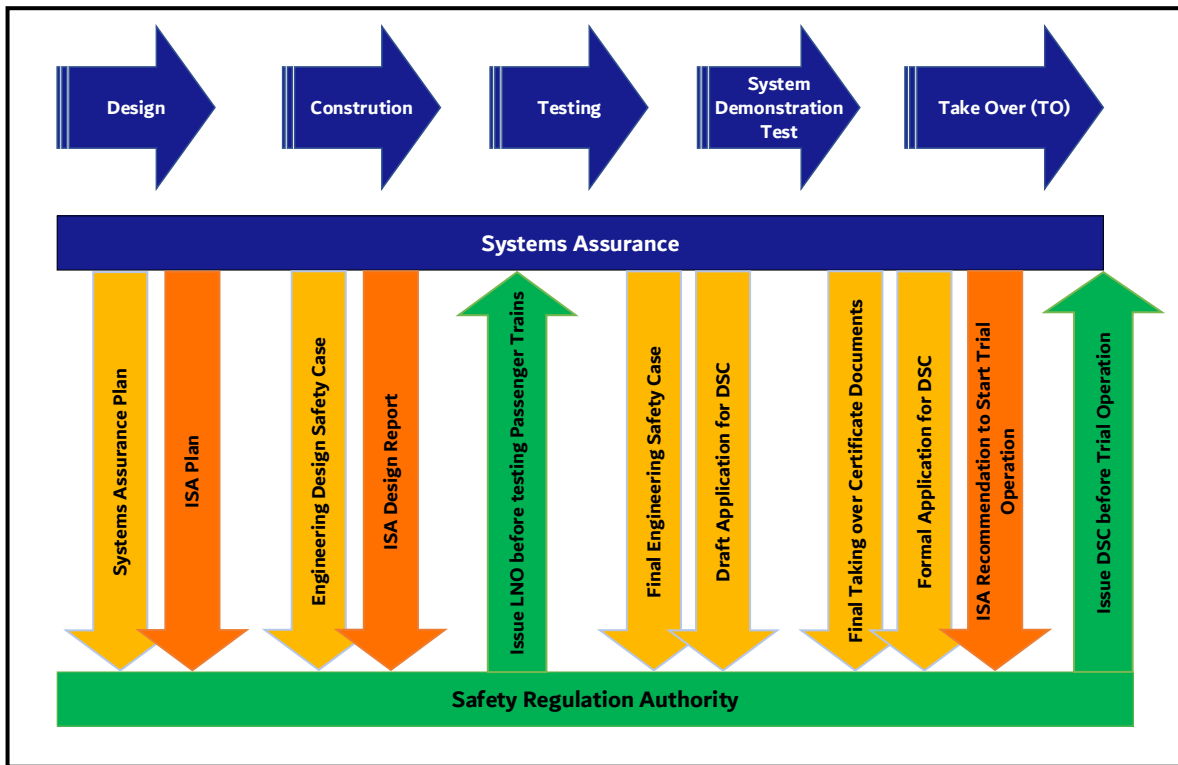 Design
Constrution
Testing
System
Demonstration
Test
Take Over (TO)
Systems Assurance
Systems Assurance Plan
ISA Plan
Engineering Design Safety Case
ISA Design Report
Issue LNO before testing Passenger Trains
Final Engineering Safety Case
Draft Application for DSC
Final Taking over Certificate Documents
Formal Application for DSC
ISA Recommendation to Start Trial
Operation
Issue DSC before Trial Operation
Safety Regulation Authority